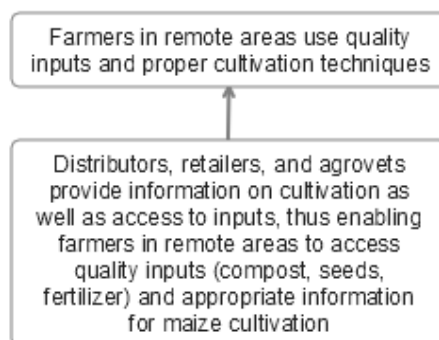 Farmers in remote areas use quality
inputs and proper cultivation techniques
Distributors, retailers, and agrovets
provide information on cultivation as
well as access to inputs, thus enabling
farmers in remote areas to access
quality inputs (compost, seeds,
fertilizer) and appropriate information
for maize cultivation